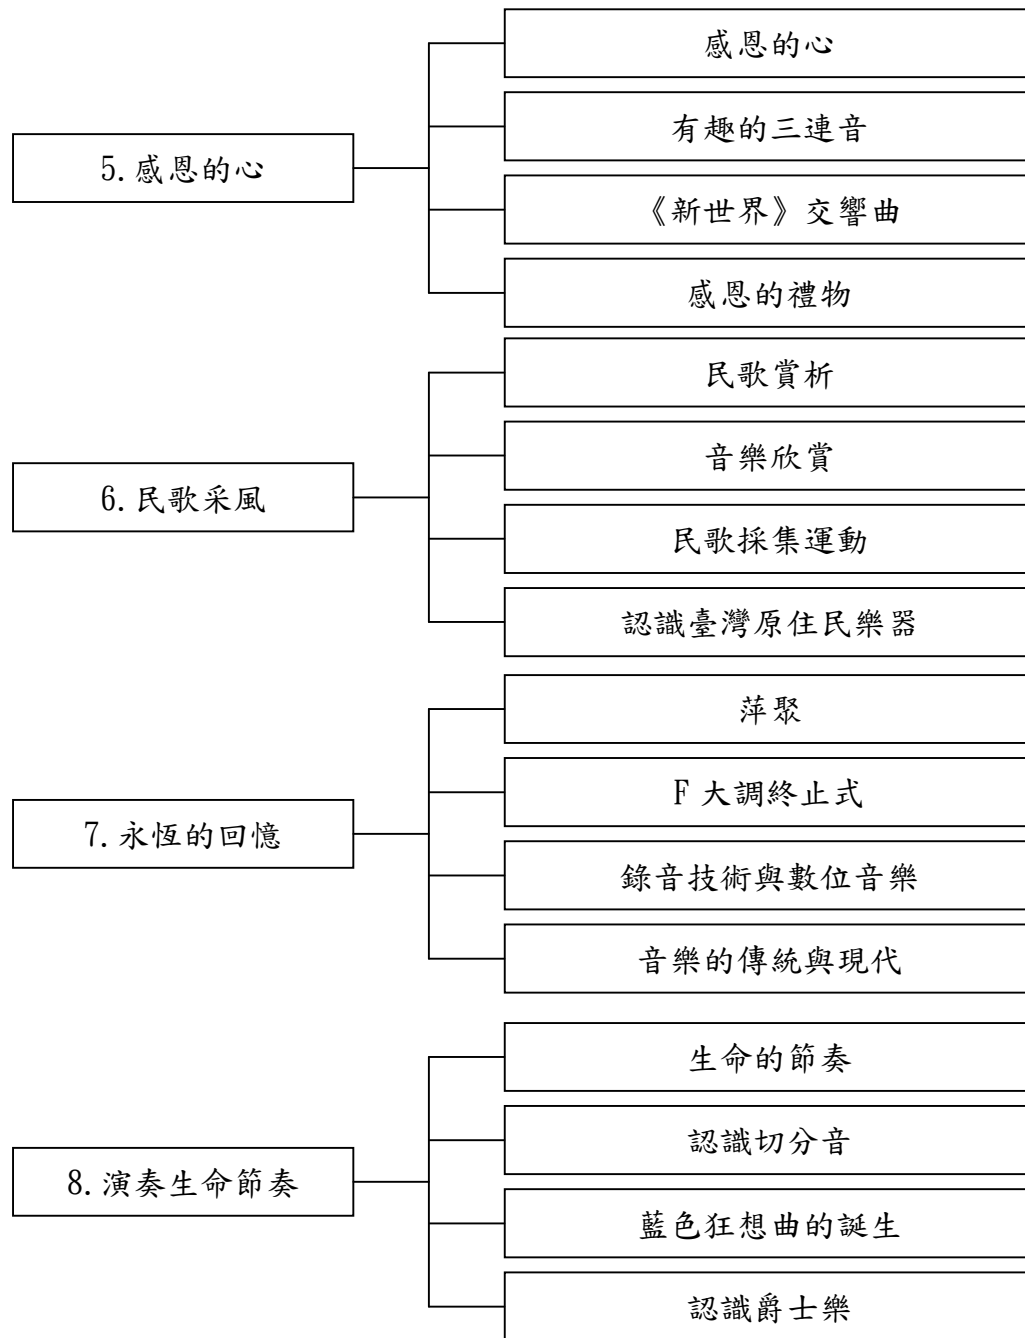 5.感恩的心
感恩的心
有趣的三連音
《新世界》交響曲
感恩的禮物
6.民歌采風
民歌賞析
音樂欣賞
民歌採集運動
認識臺灣原住民樂器
7.永恆的回憶
萍聚
F 大調終止式
錄音技術與數位音樂
音樂的傳統與現代
8.演奏生命節奏
生命的節奏
認識切分音
藍色狂想曲的誕生
認識爵士樂